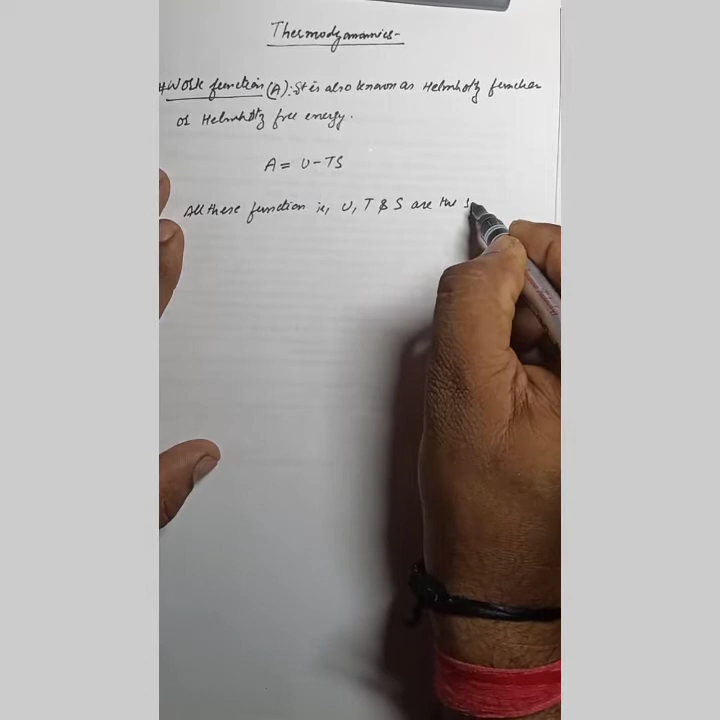 Thermodynamics-
# Work function (A): It is also known as Helmholtz function
or Helmholtz free energy.
A = U-TS
All these function ie, U, T & S are the s